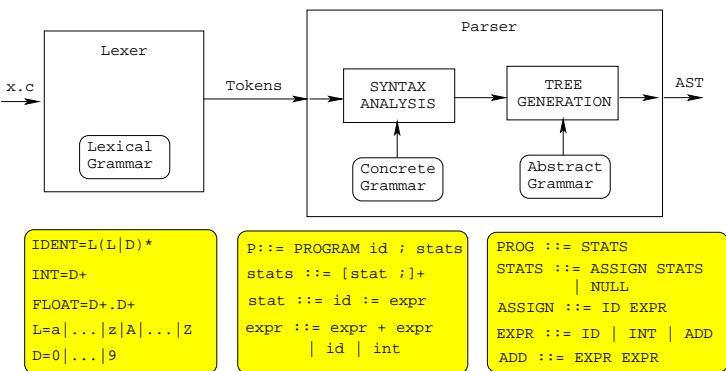 Lexer
Parser
x.c
Tokens
SYNTAX
ANALYSIS
TREE
GENERATION
AST
Lexical
Grammar
Concrete
Grammar
Abstract
Grammar
IDENT=L(L|D)*
INT=D+
FLOAT=D+.D+
L=a|...|z|A|...|Z
D=0|...|9
P::= PROGRAM id ; stats
stats ::= [stat ;]+
stat ::= id := expr
expr ::= expr + expr
| id | int
PROG ::= STATS
STATS ::= ASSIGN STATS
| NULL
ASSIGN ::= ID EXPR
EXPR ::= ID | INT | ADD
ADD ::= EXPR EXPR